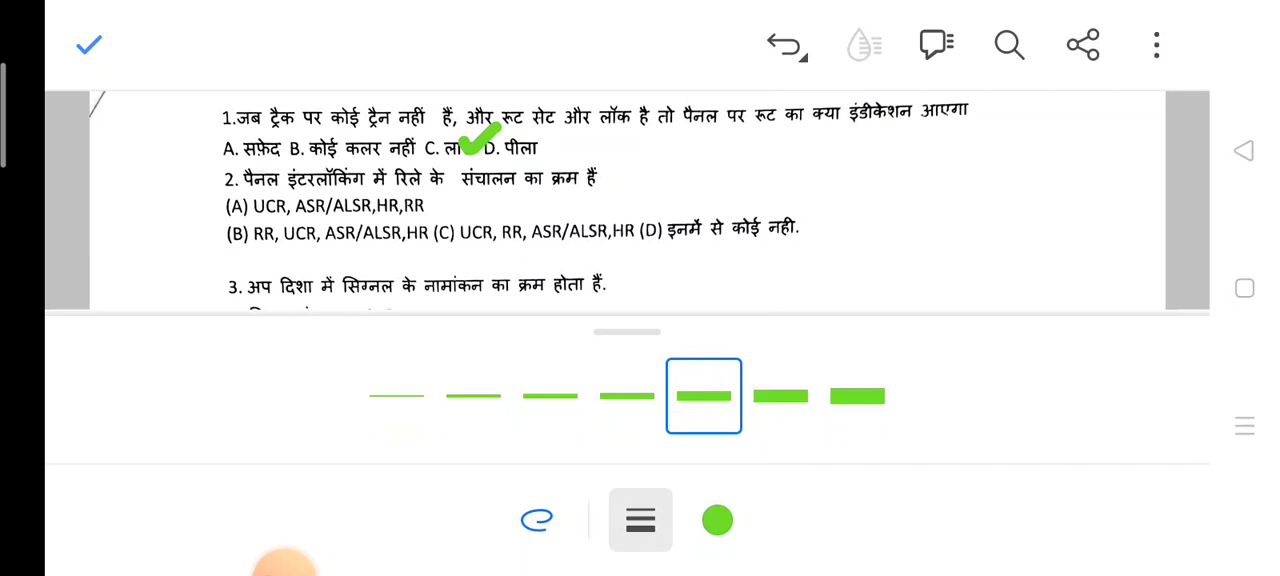 1.जब ट्रैक पर कोई ट्रैन नहीं हैं, और रूट सेट और लॉक है तो पैनल पर रूट का क्या इंडीकेशन आएगा
A. सफ़ेद B. कोई कलर नहीं C. D. पीला
2. पैनल इंटरलॉकिंग में रिले के संचालन का क्रम हैं
(A) UCR, ASR/ALSR,HR,RR
(B) RR, UCR, ASR/ALSR,HR (C) UCR, RR, ASR/ALSR,HR (D) इनमें से कोई नही.
3. अप दिशा में सिग्नल के नामांकन का क्रम होता हैं.